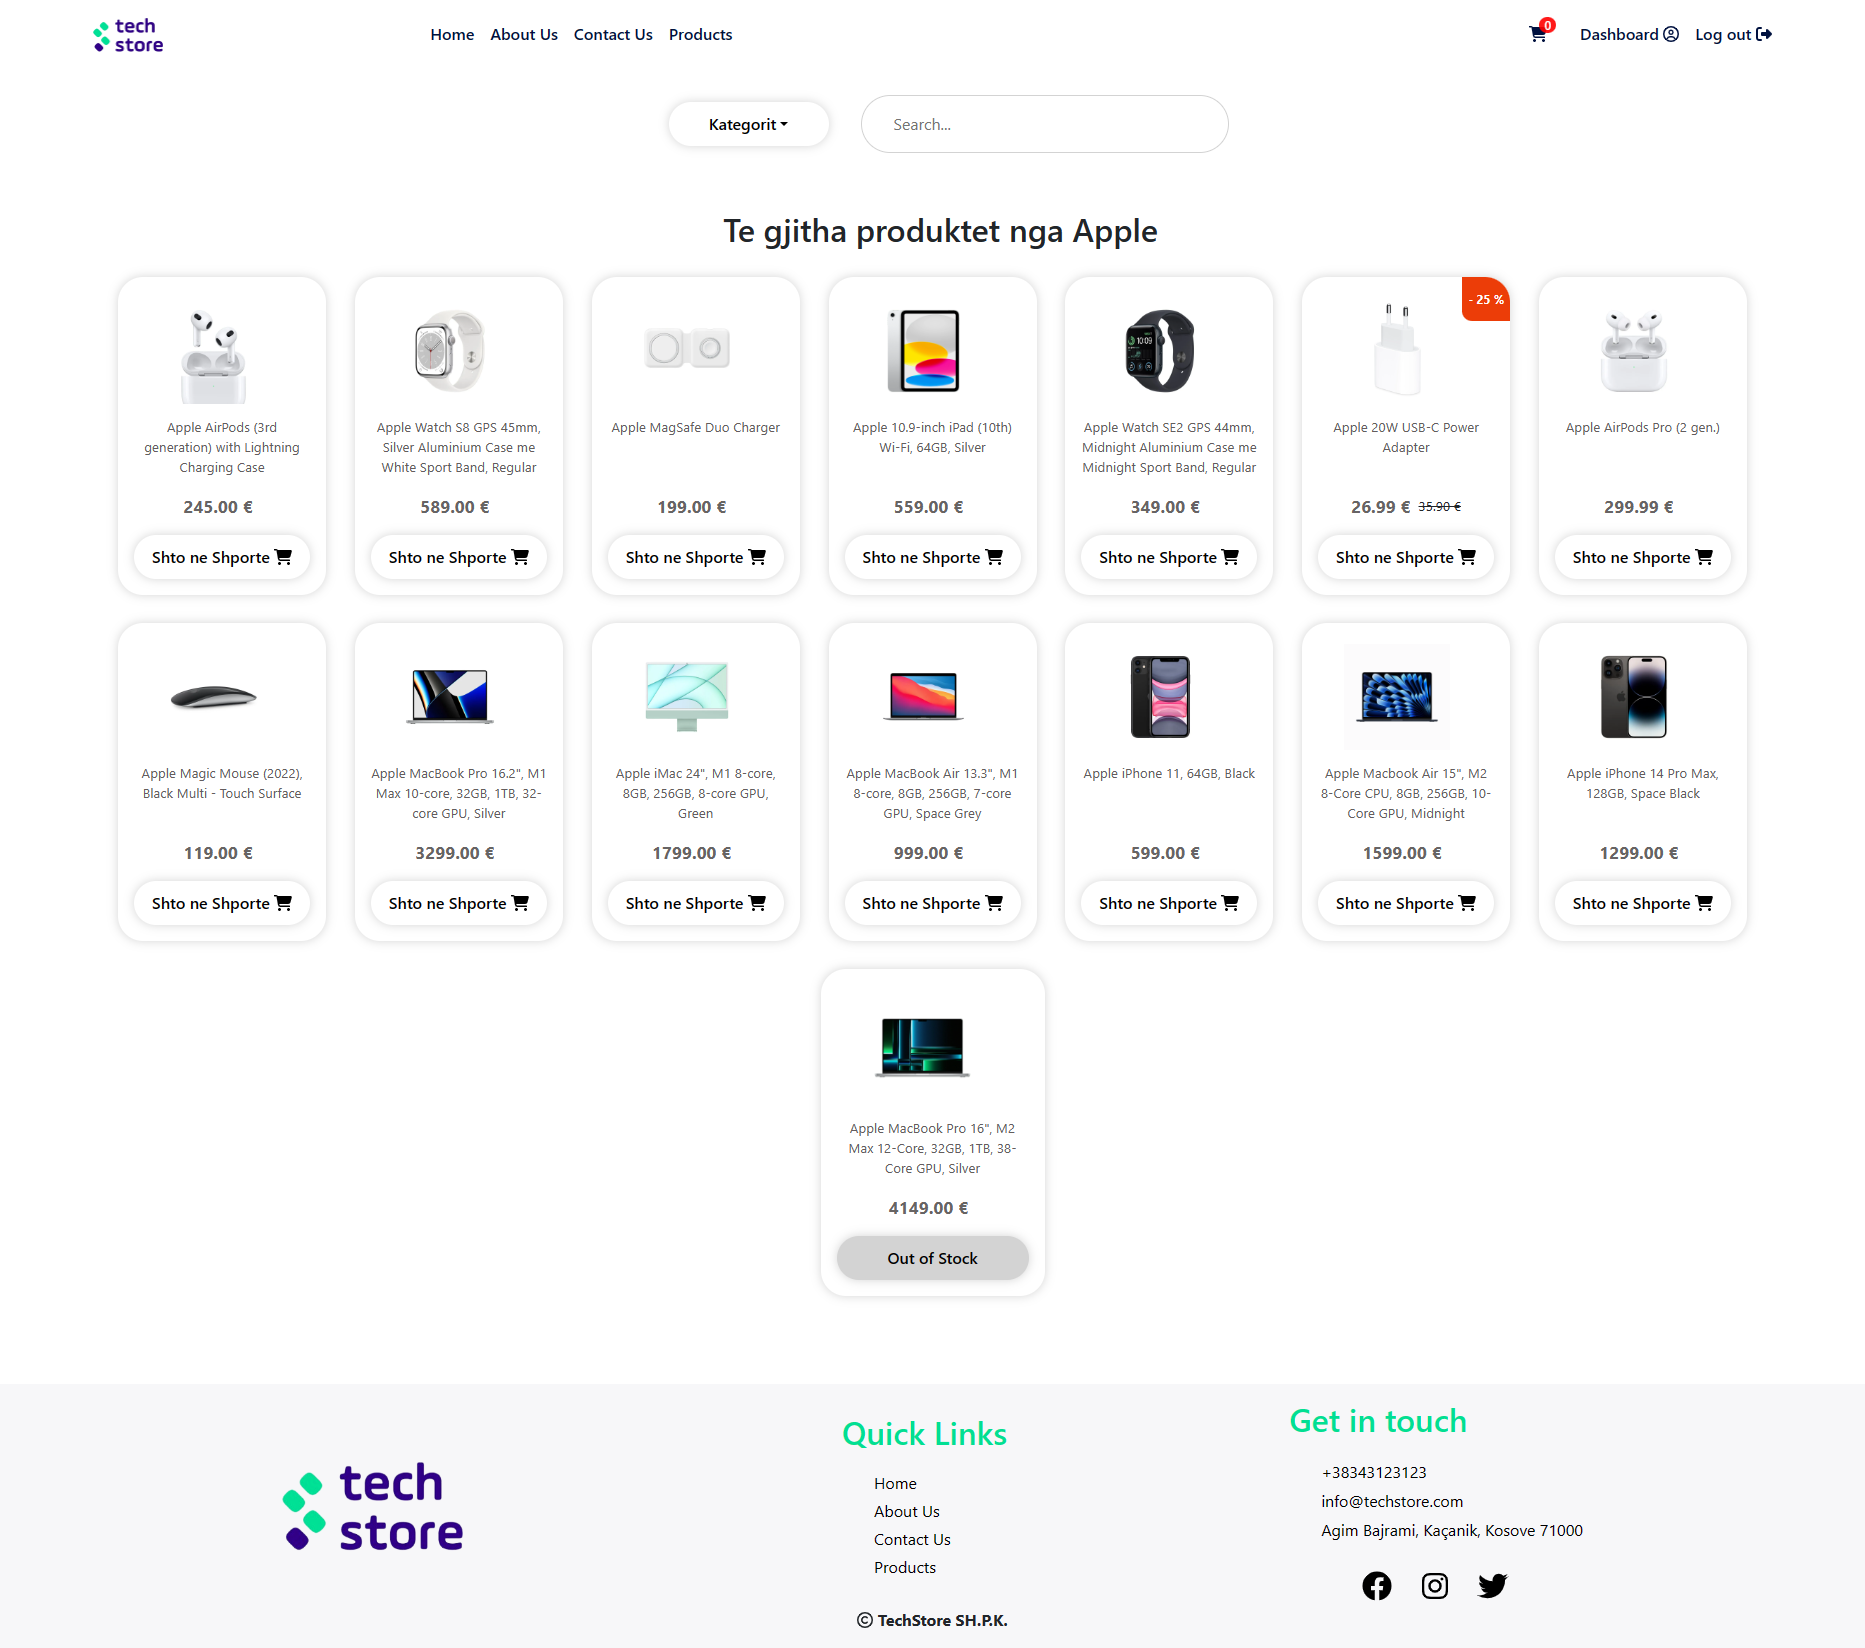 tech
store
Home About Us Contact Us Products
0
Dashboard Log out
Kategorit
Search...
Te gjitha produktet nga Apple
Apple AirPods (3rd
generation) with Lightning
Charging Case
245.00 €
Shto ne Shporte
Apple Watch S8 GPS 45mm,
Silver Aluminium Case me
White Sport Band, Regular
589.00 €
Shto ne Shporte
Apple MagSafe Duo Charger
199.00 €
Shto ne Shporte
Apple 10.9-inch iPad (10th)
Wi-Fi, 64GB, Silver
559.00 €
Shto ne Shporte
10:09
Apple Watch SE2 GPS 44mm,
Midnight Aluminium Case me
Midnight Sport Band, Regular
349.00 €
Shto ne Shporte
- 25 %
Apple 20W USB-C Power
Adapter
26.99 € 35.90 €
Shto ne Shporte
Apple AirPods Pro (2 gen.)
299.99 €
Shto ne Shporte
Apple Magic Mouse (2022),
Black Multi - Touch Surface
119.00 €
Shto ne Shporte
Apple MacBook Pro 16.2", M1
Max 10-core, 32GB, 1TB, 32-
core GPU, Silver
3299.00 €
Shto ne Shporte
Apple iMac 24", M1 8-core,
8GB, 256GB, 8-core GPU,
Green
1799.00 €
Shto ne Shporte
Apple MacBook Air 13.3", M1
8-core, 8GB, 256GB, 7-core
GPU, Space Grey
999.00 €
Shto ne Shporte
Apple iPhone 11, 64GB, Black
599.00 €
Shto ne Shporte
Apple Macbook Air 15", M2
8-Core CPU, 8GB, 256GB, 10-
Core GPU, Midnight
1599.00 €
Shto ne Shporte
Apple iPhone 14 Pro Max,
128GB, Space Black
1299.00 €
Shto ne Shporte
Apple MacBook Pro 16", M2
Max 12-Core, 32GB, 1TB, 38-
Core GPU, Silver
4149.00 €
Out of Stock
tech
store
Quick Links
Home
About Us
Contact Us
Products
© TechStore SH.P.K.
Get in touch
+38343123123
info@techstore.com
Agim Bajrami, Kaçanik, Kosove 71000